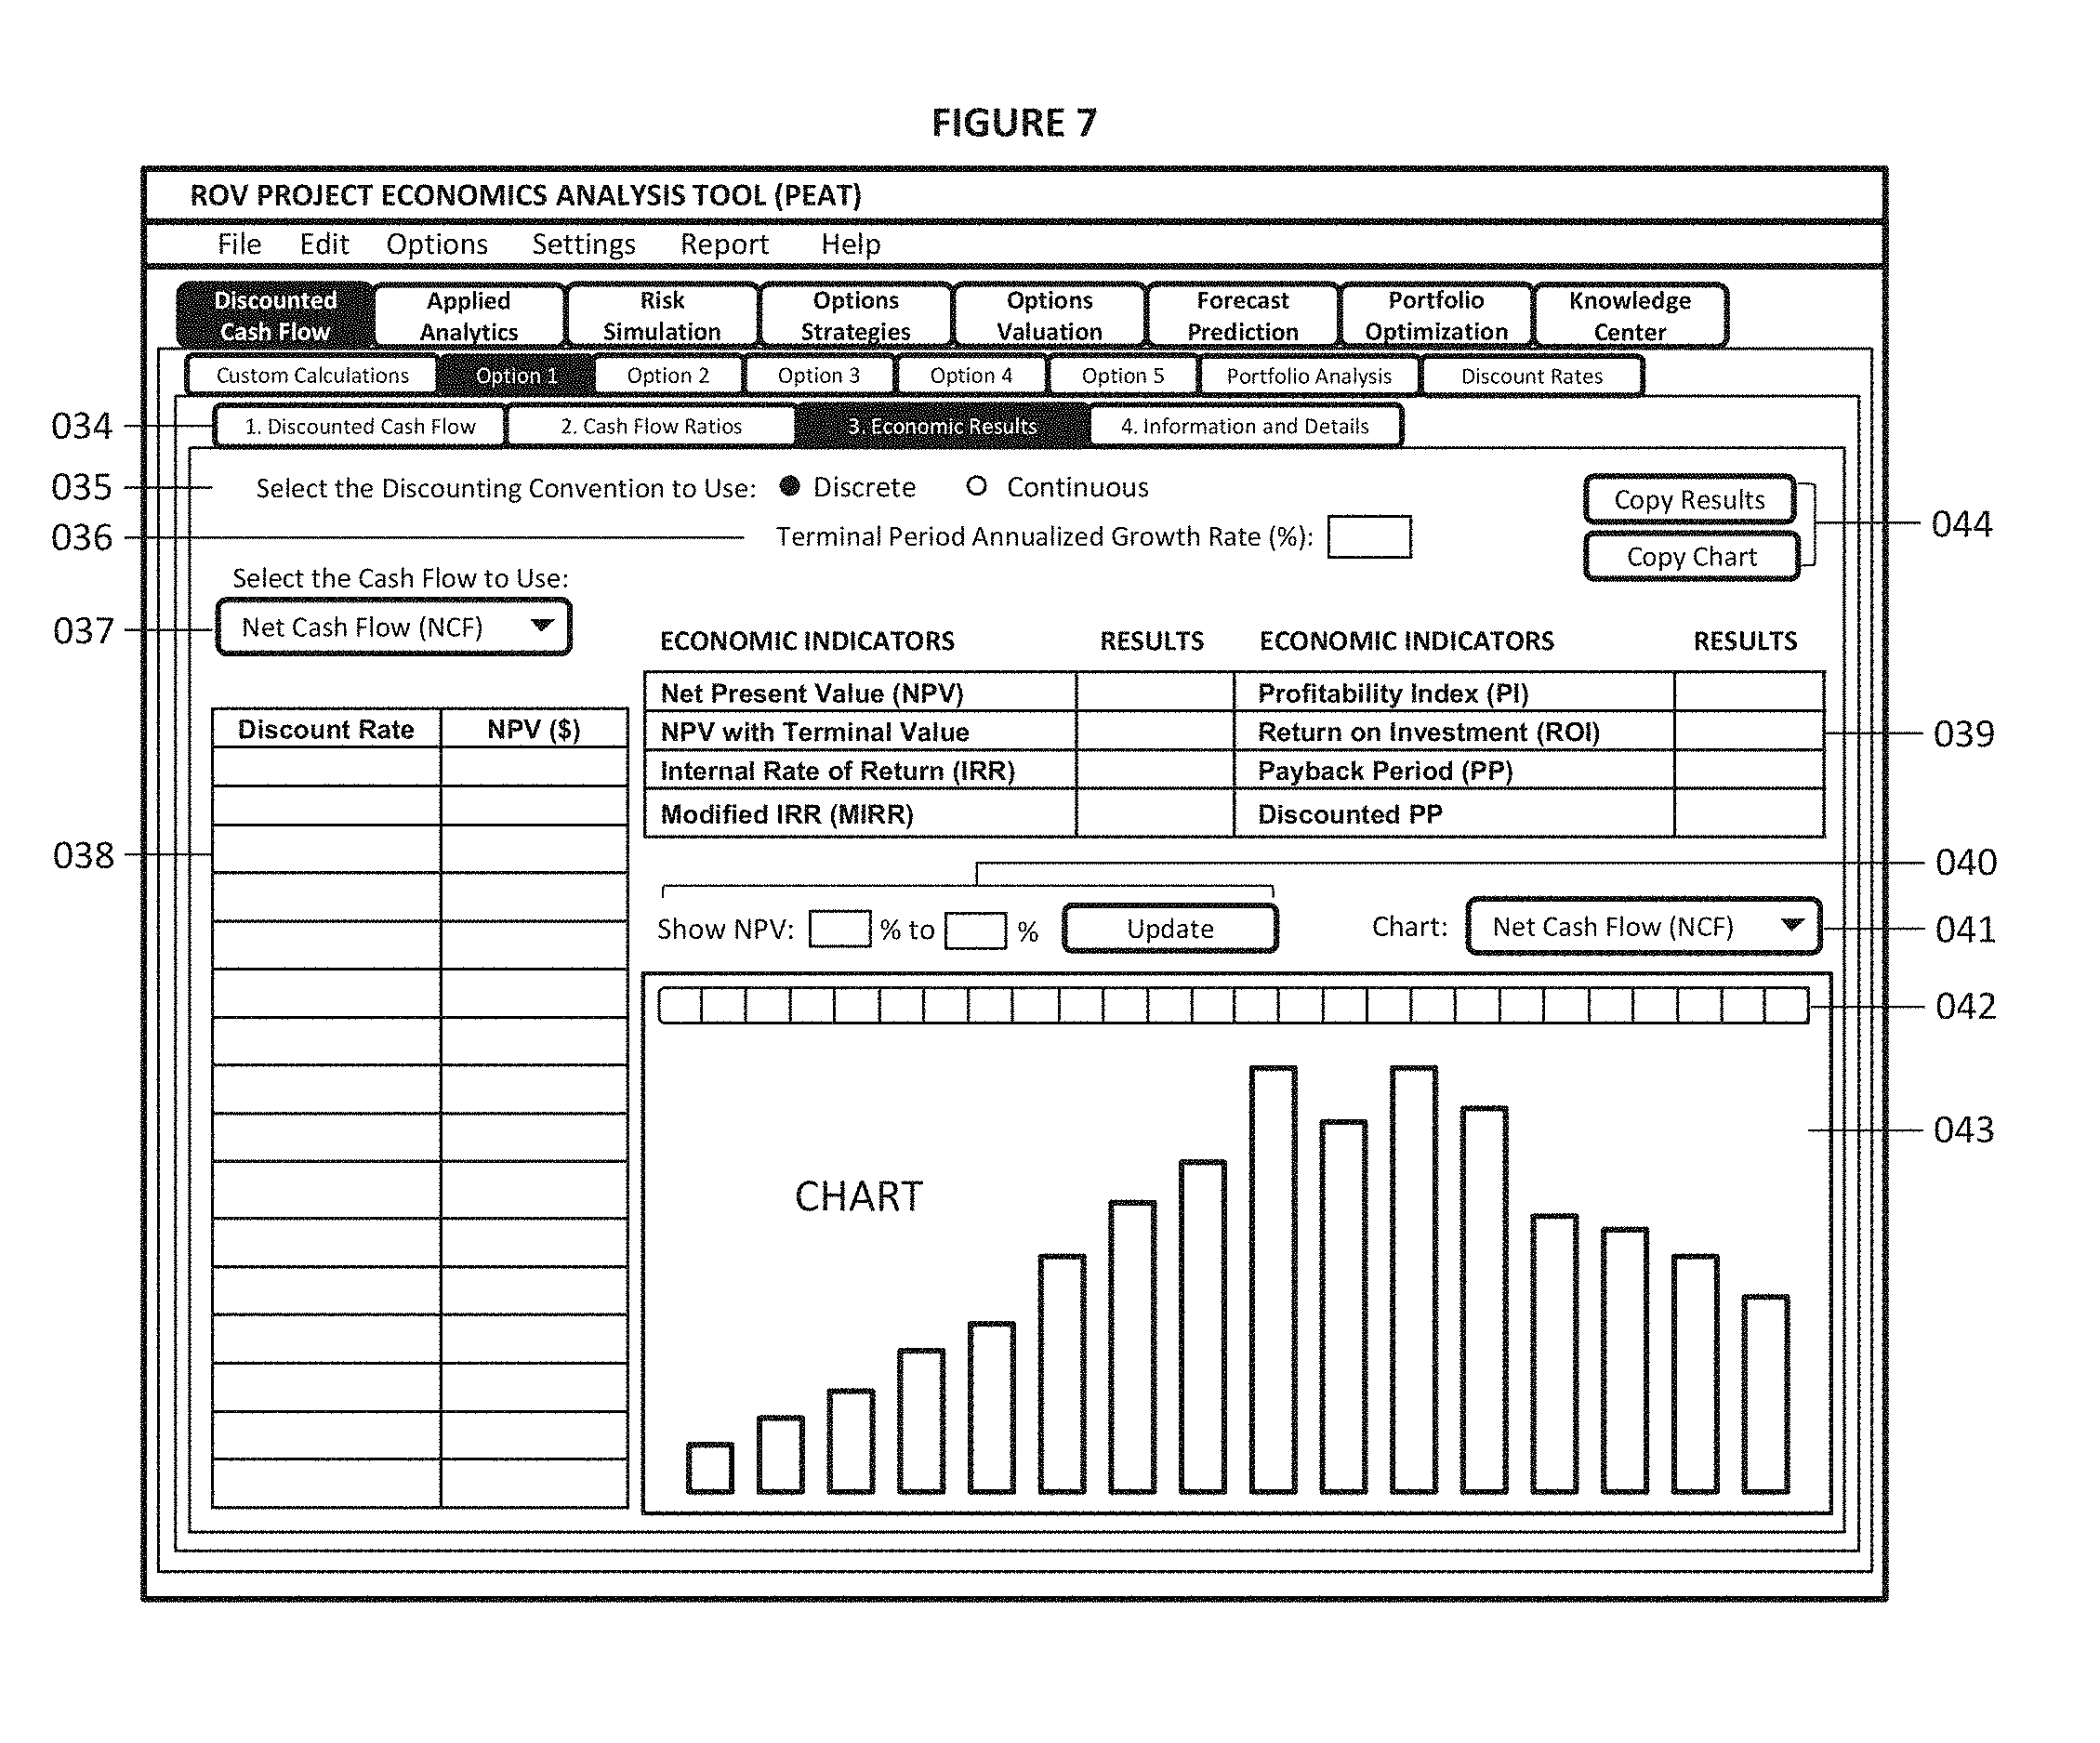 FIGURE 7
ROV PROJECT ECONOMICS ANALYSIS TOOL (PEAT)
File Edit Options Settings Report Help
Discounted Cash Flow
Applied Analytics
Risk Simulation
Options Strategies
Options Valuation
Forecast Prediction
Portfolio Optimization
Knowledge Center
Custom Calculations Option 1 Option 2 Option 3 Option 4 Option 5 Portfolio Analysis Discount Rates
034 1. Discounted Cash Flow 2. Cash Flow Ratios 3. Economic Results 4. Information and Details
035 Select the Discounting Convention to Use: Discrete Continuous
Copy Results
044
036 Terminal Period Annualized Growth Rate (%):
Copy Chart
Select the Cash Flow to Use:
037 Net Cash Flow (NCF)
ECONOMIC INDICATORS RESULTS ECONOMIC INDICATORS RESULTS
Net Present Value (NPV) Profitability Index (PI)
NPV with Terminal Value Return on Investment (ROI) 039
Internal Rate of Return (IRR) Payback Period (PP)
Modified IRR (MIRR) Discounted PP
Discount Rate NPV ($)
038
040
Show NPV: % to % Update Chart: Net Cash Flow (NCF) 041
042
043
CHART